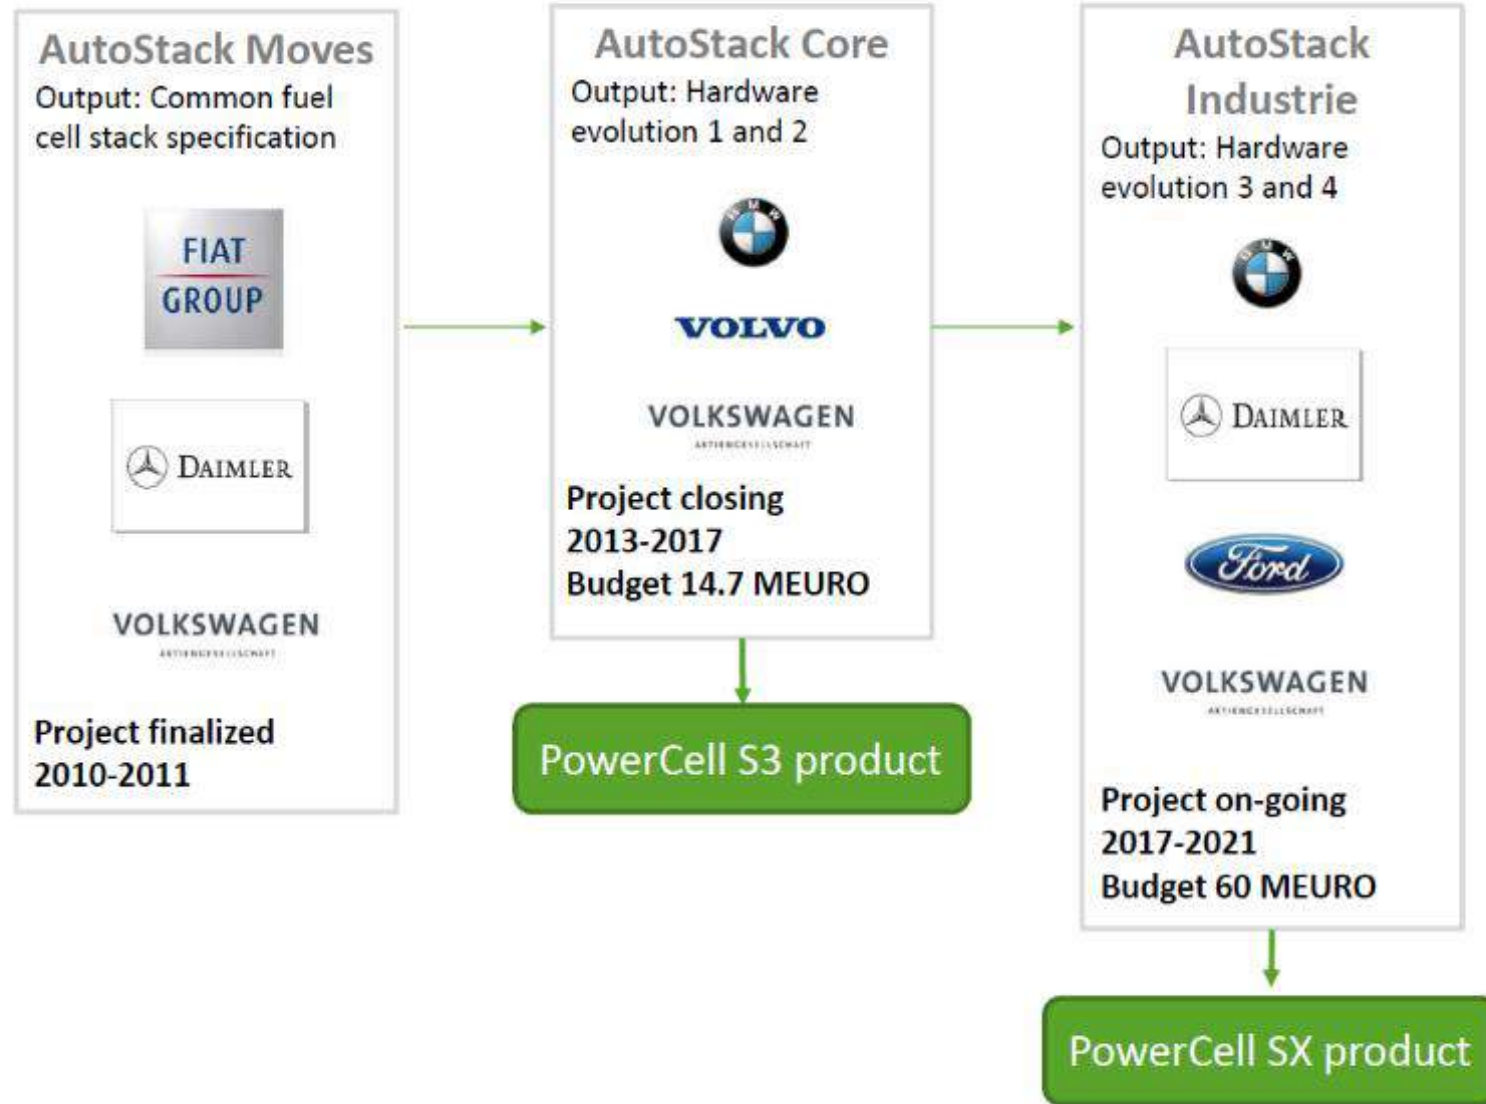 AutoStack Moves
Output: Common fuel
cell stack specification
FIAT
GROUP
DAIMLER
VOLKSWAGEN
AKTIENGESELLSCHAFT
Project finalized
2010-2011
AutoStack Core
Output: Hardware
evolution 1 and 2
BMW
VOLVO
VOLKSWAGEN
AKTIENGESELLSCHAFT
Project closing
2013-2017
Budget 14.7 MEURO
PowerCell S3 product
AutoStack
Industrie
Output: Hardware
evolution 3 and 4
BMW
DAIMLER
Ford
VOLKSWAGEN
AKTIENGESELLSCHAFT
Project on-going
2017-2021
Budget 60 MEURO
PowerCell SX product